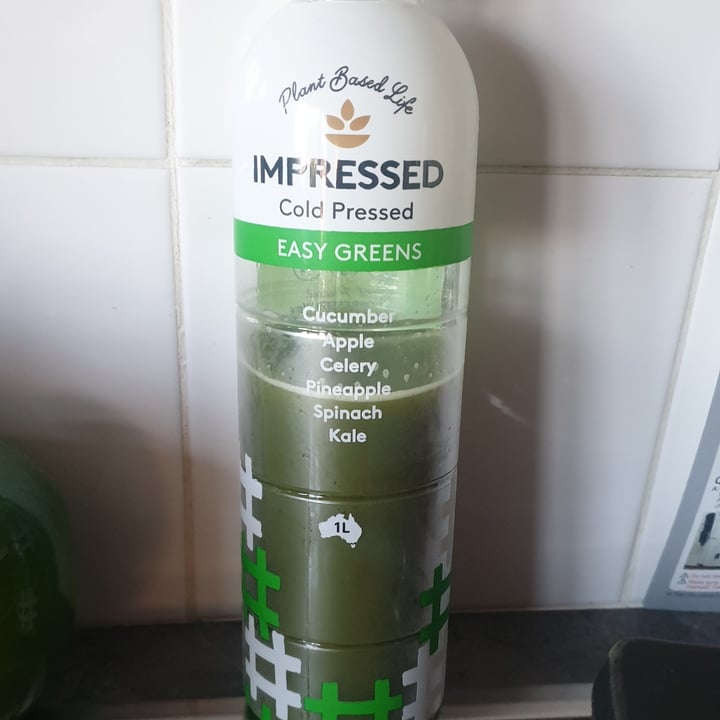 Plant Based Life
IMPRESSED
Cold Pressed
EASY GREENS
Cucumber
Apple
Celery
Pineapple
Spinach
Kale
1L